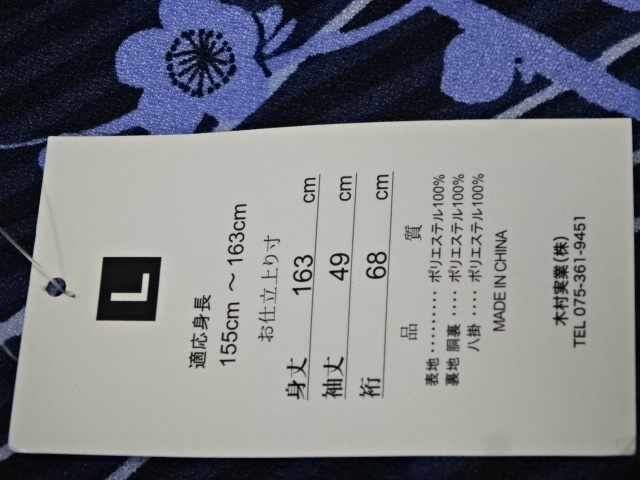 L
適応身長
155cm ～ 163cm
お仕立上り寸
身丈 163 cm
袖丈 49 cm
裄 68 cm
品 質
表地 ‥‥‥‥‥ ポリエステル100%
裏地 胴裏 ‥‥ ポリエステル100%
八掛 ‥‥ ポリエステル100%
MADE IN CHINA
木村実業(株)
TEL 075-361-9451